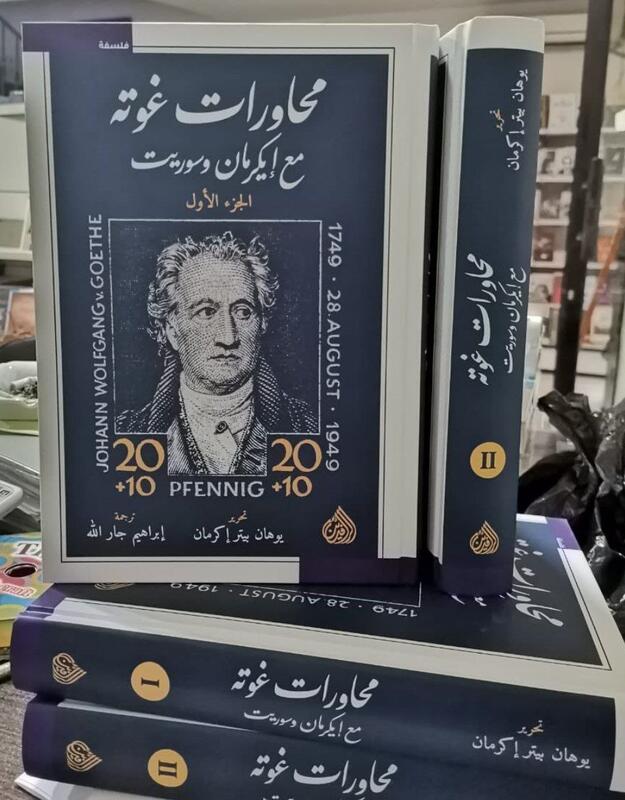 فلسفة
محاورات غوته
مع إيكرمان وسوريت
الجزء الأول
JOHANN WOLFGANG v. GOETHE
1749 · 28. AUGUST · 1949
20
+10
PFENNIG
20
+10
تحرير
يوهان بيتر إكرمان
ترجمة
إبراهيم جار الله
محاورات غوته
مع إيكرمان وسوريت
تحرير
يوهان بيتر إكرمان
II
1749 · 28. AUGUST · 1949
I
محاورات غوته
مع إيكرمان وسوريت
تحرير
يوهان بيتر إكرمان
II
محاورات غوته